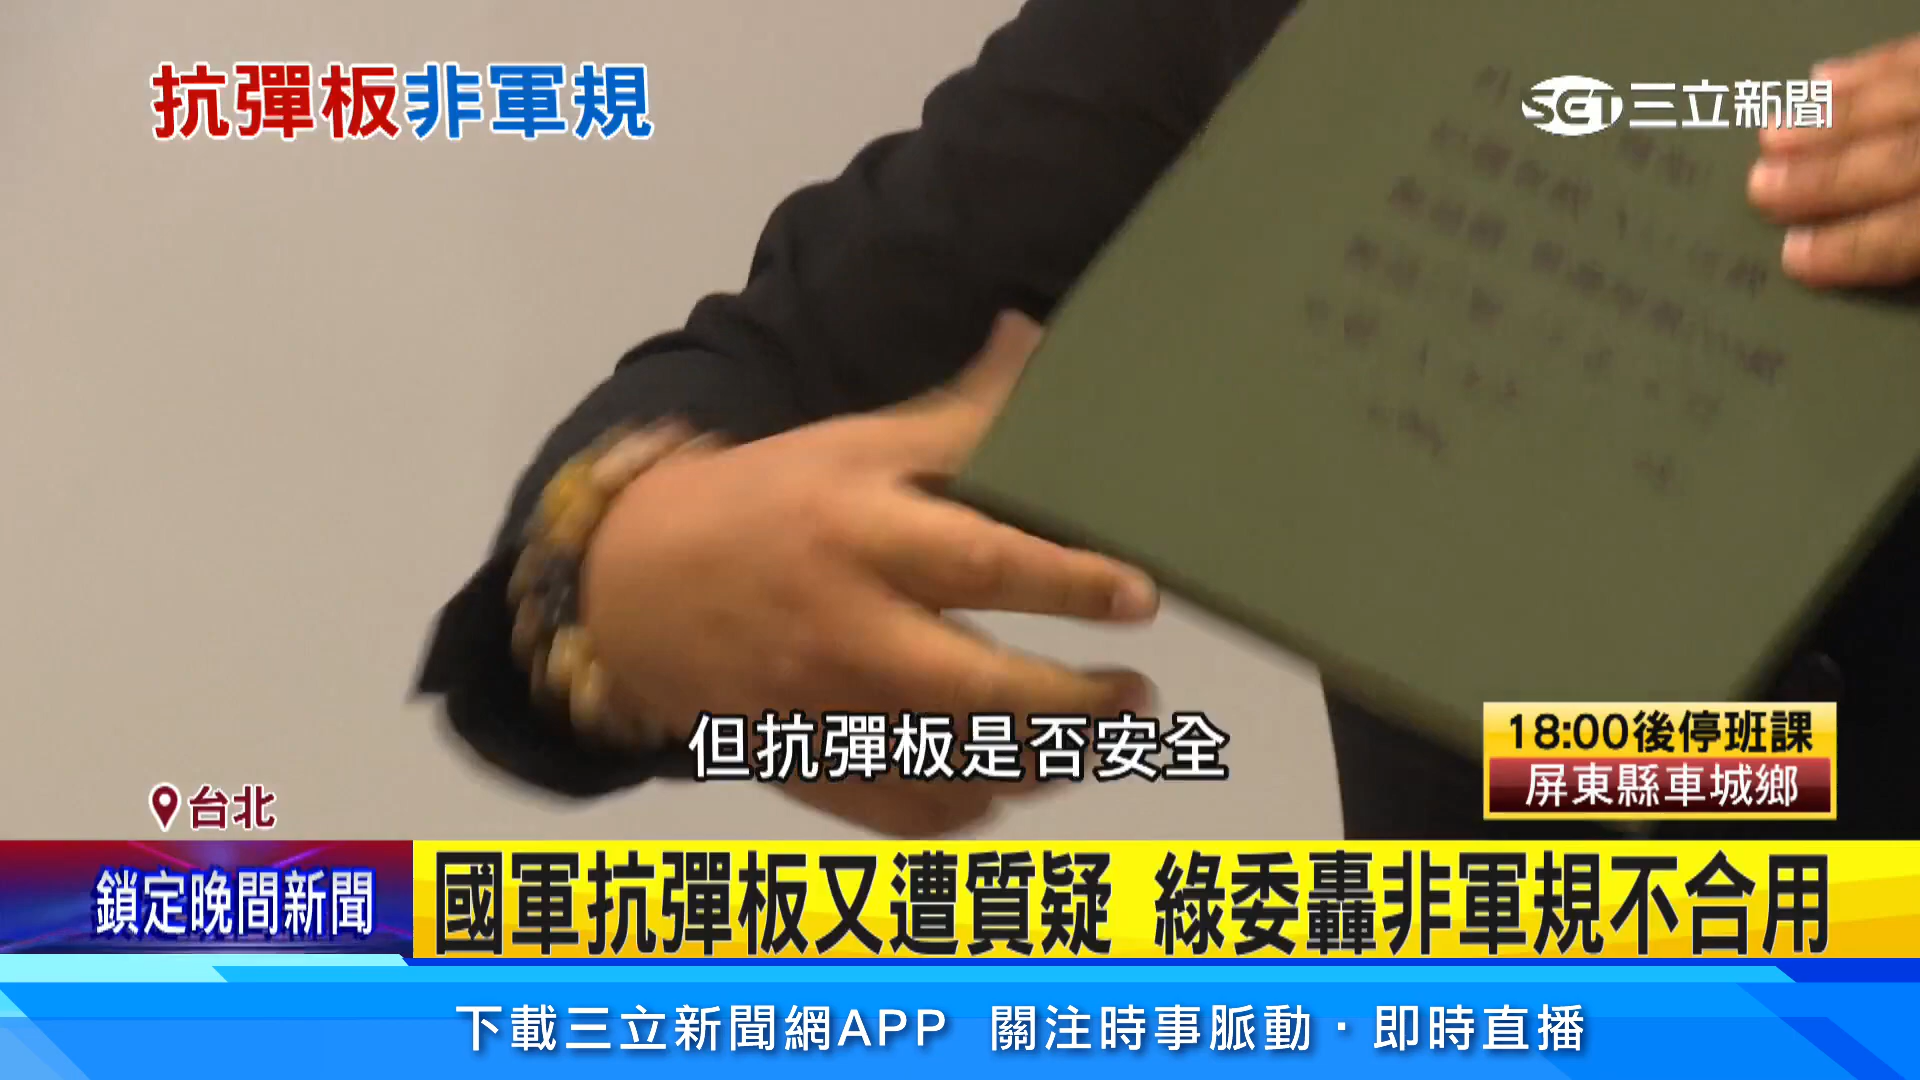 抗彈板非軍規
SET三立新聞
但抗彈板是否安全
18:00後停班課
屏東縣車城鄉
台北
鎖定晚間新聞
國軍抗彈板又遭質疑 綠委轟非軍規不合用
下載三立新聞網APP 關注時事脈動·即時直播